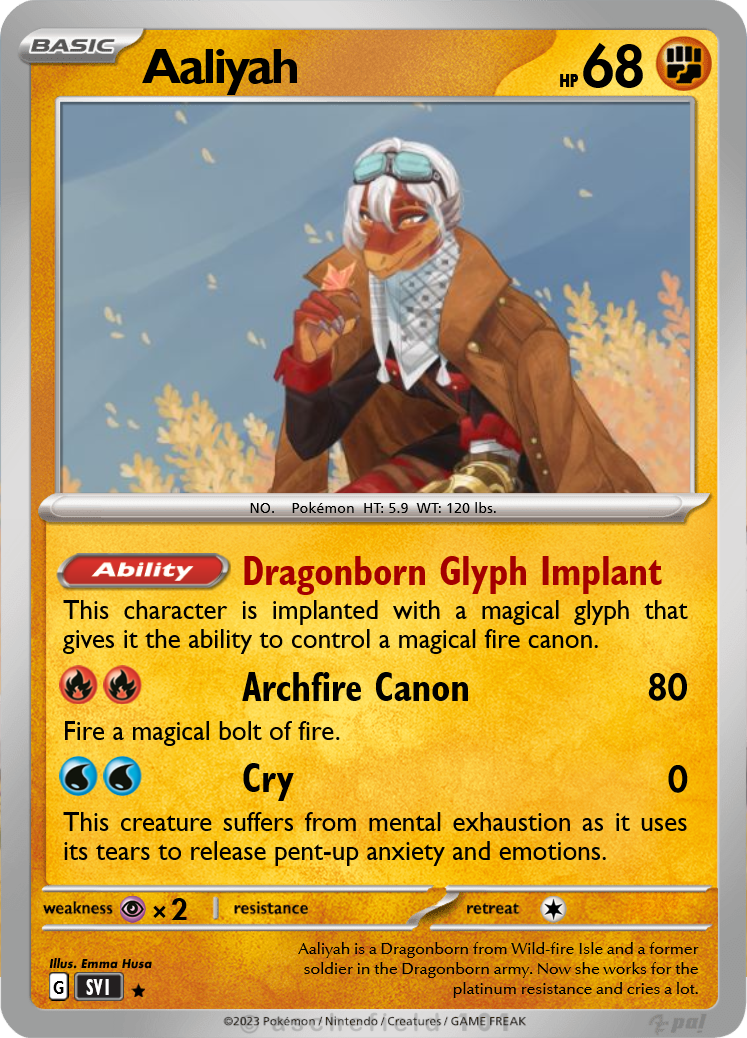 BASIC
Aaliyah
HP 68
NO. Pokémon HT: 5.9 WT: 120 lbs.
Ability Dragonborn Glyph Implant
This character is implanted with a magical glyph that
gives it the ability to control a magical fire canon.
Archfire Canon 80
Fire a magical bolt of fire.
Cry 0
This creature suffers from mental exhaustion as it uses
its tears to release pent-up anxiety and emotions.
weakness × 2 resistance retreat
Illus. Emma Husa
G SVI
Aaliyah is a Dragonborn from Wild-fire Isle and a former
soldier in the Dragonborn army. Now she works for the
platinum resistance and cries a lot.
©2023 Pokémon / Nintendo / Creatures / GAME FREAK